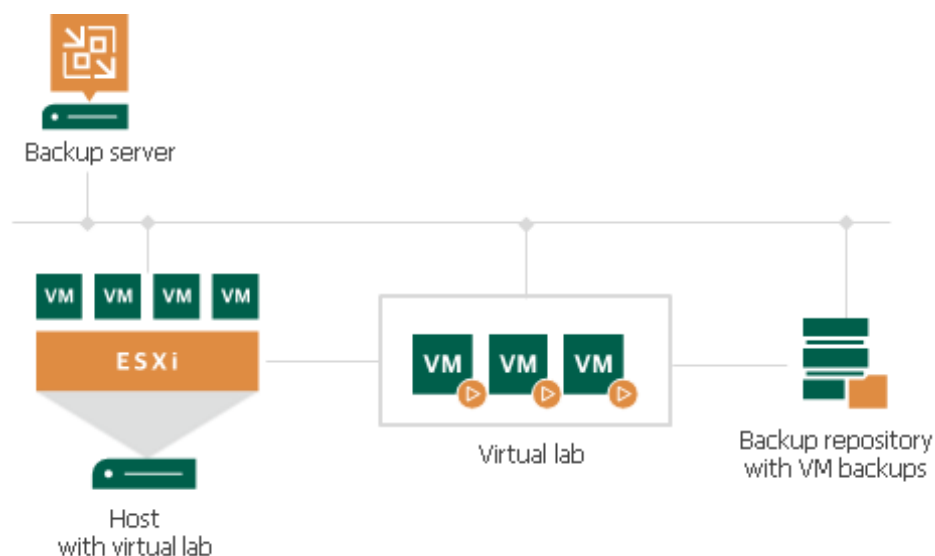 Backup server
VM VM VM VM
ESXi
VM VM VM
Virtual lab
Backup repository
with VM backups
Host
with virtual lab